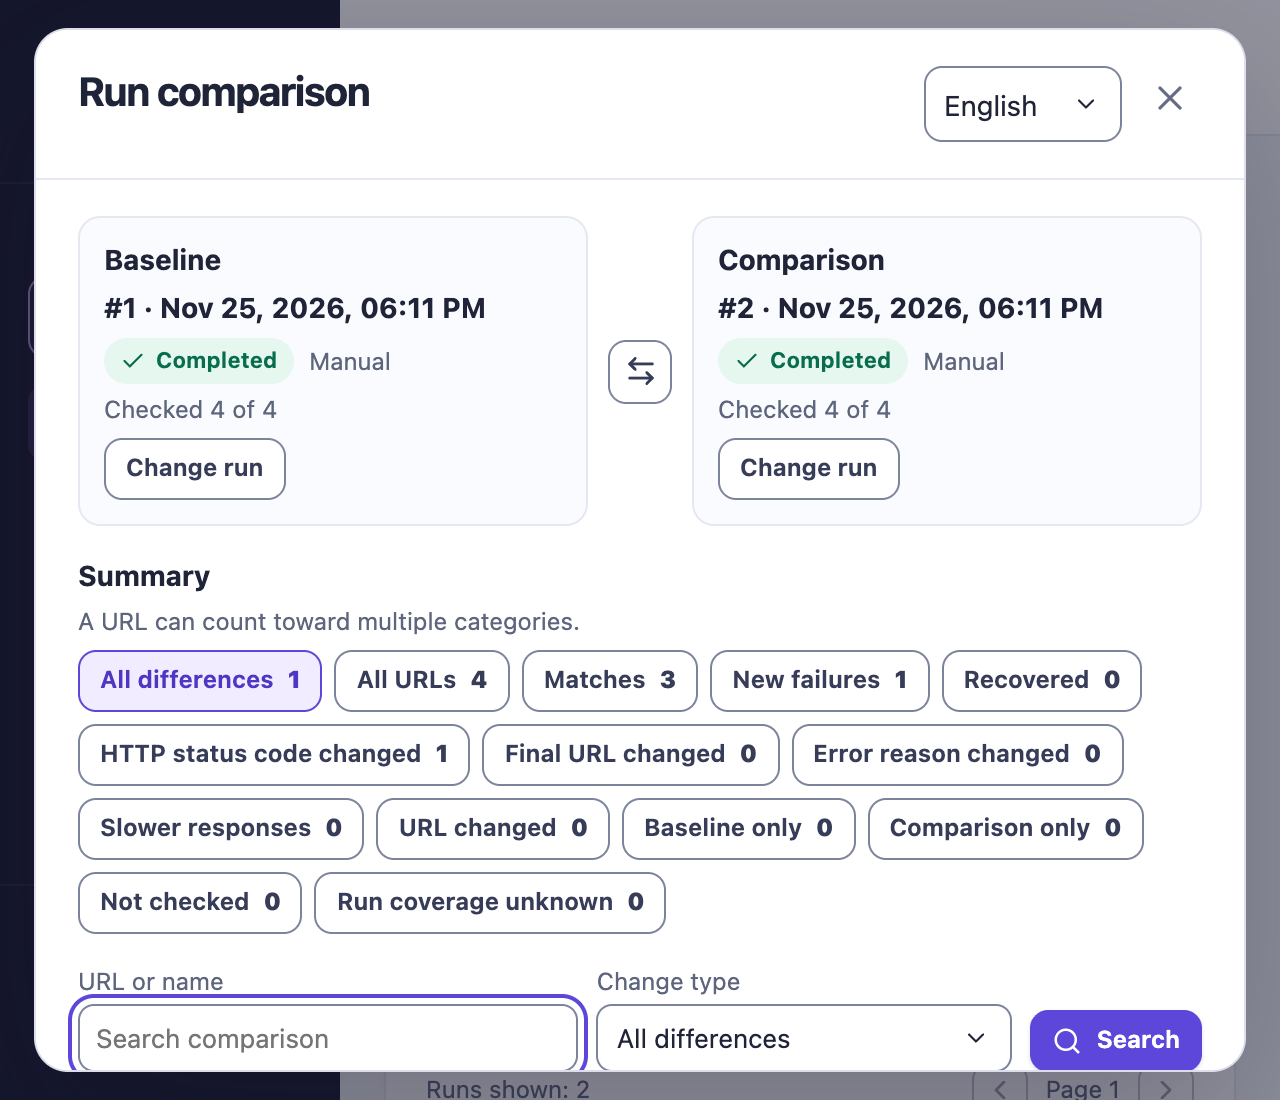 Run comparison
English
Baseline
#1 · Nov 25, 2026, 06:11 PM
Completed Manual
Checked 4 of 4
Change run
Comparison
#2 · Nov 25, 2026, 06:11 PM
Completed Manual
Checked 4 of 4
Change run
Summary
A URL can count toward multiple categories.
All differences 1 All URLs 4 Matches 3 New failures 1 Recovered 0
HTTP status code changed 1 Final URL changed 0 Error reason changed 0
Slower responses 0 URL changed 0 Baseline only 0 Comparison only 0
Not checked 0 Run coverage unknown 0
URL or name Change type
Search comparison All differences Search
Runs shown: 2 Page 1